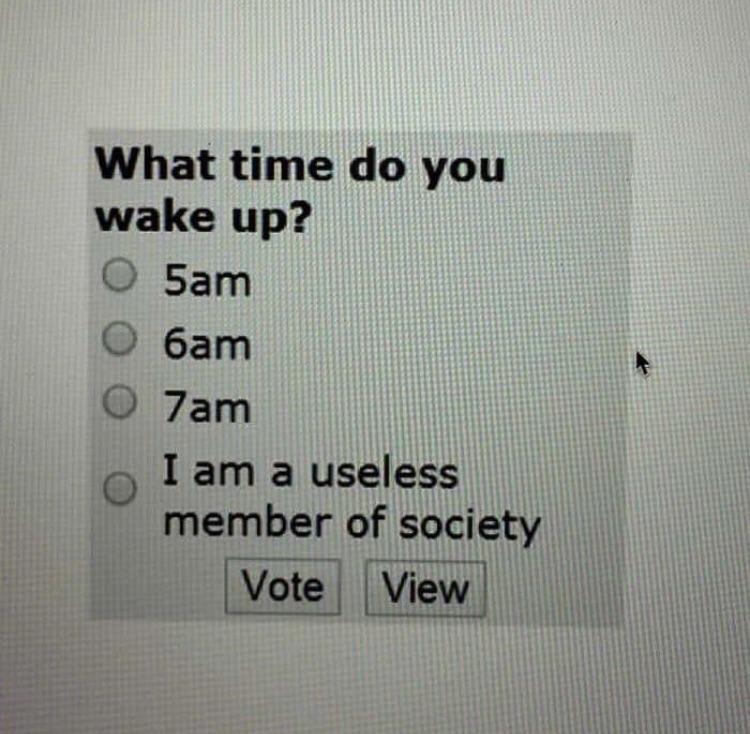 What time do you
wake up?
5am
6am
7am
I am a useless
member of society
Vote View